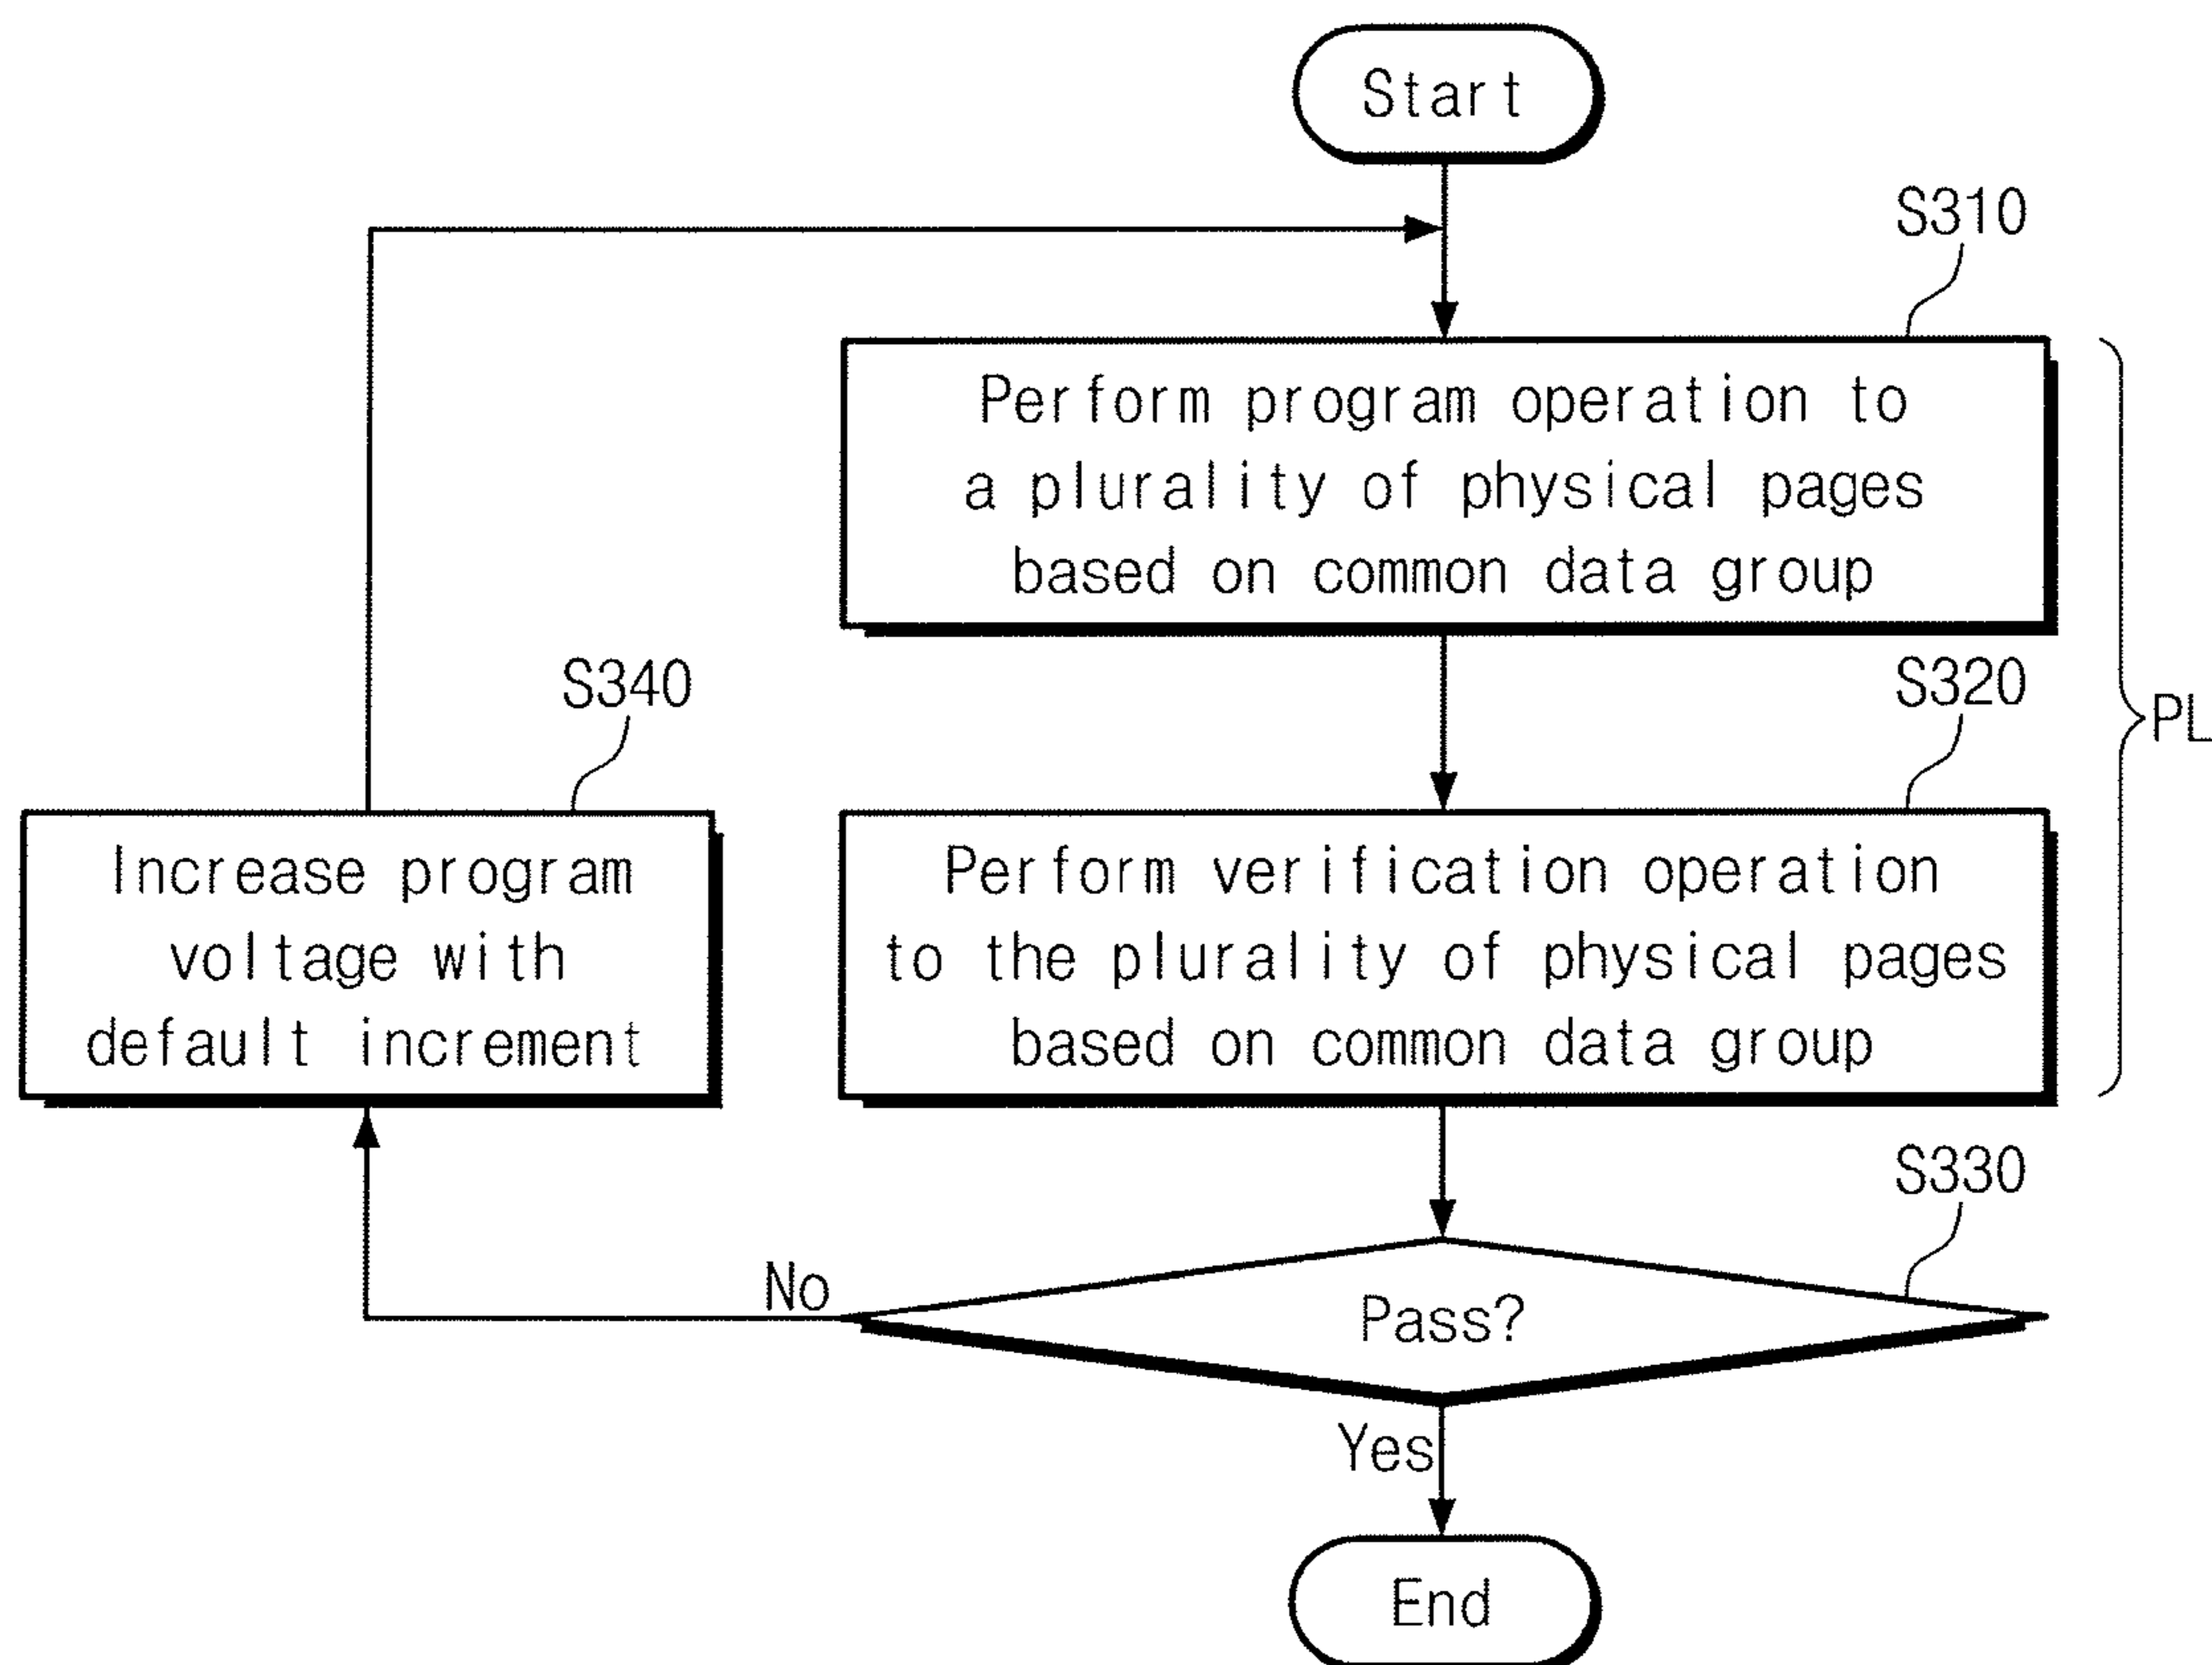 Start
S310
Perform program operation to
a plurality of physical pages
based on common data group
S340
S320
PL
Increase program
voltage with
default increment
Perform verification operation
to the plurality of physical pages
based on common data group
S330
No
Pass?
Yes
End